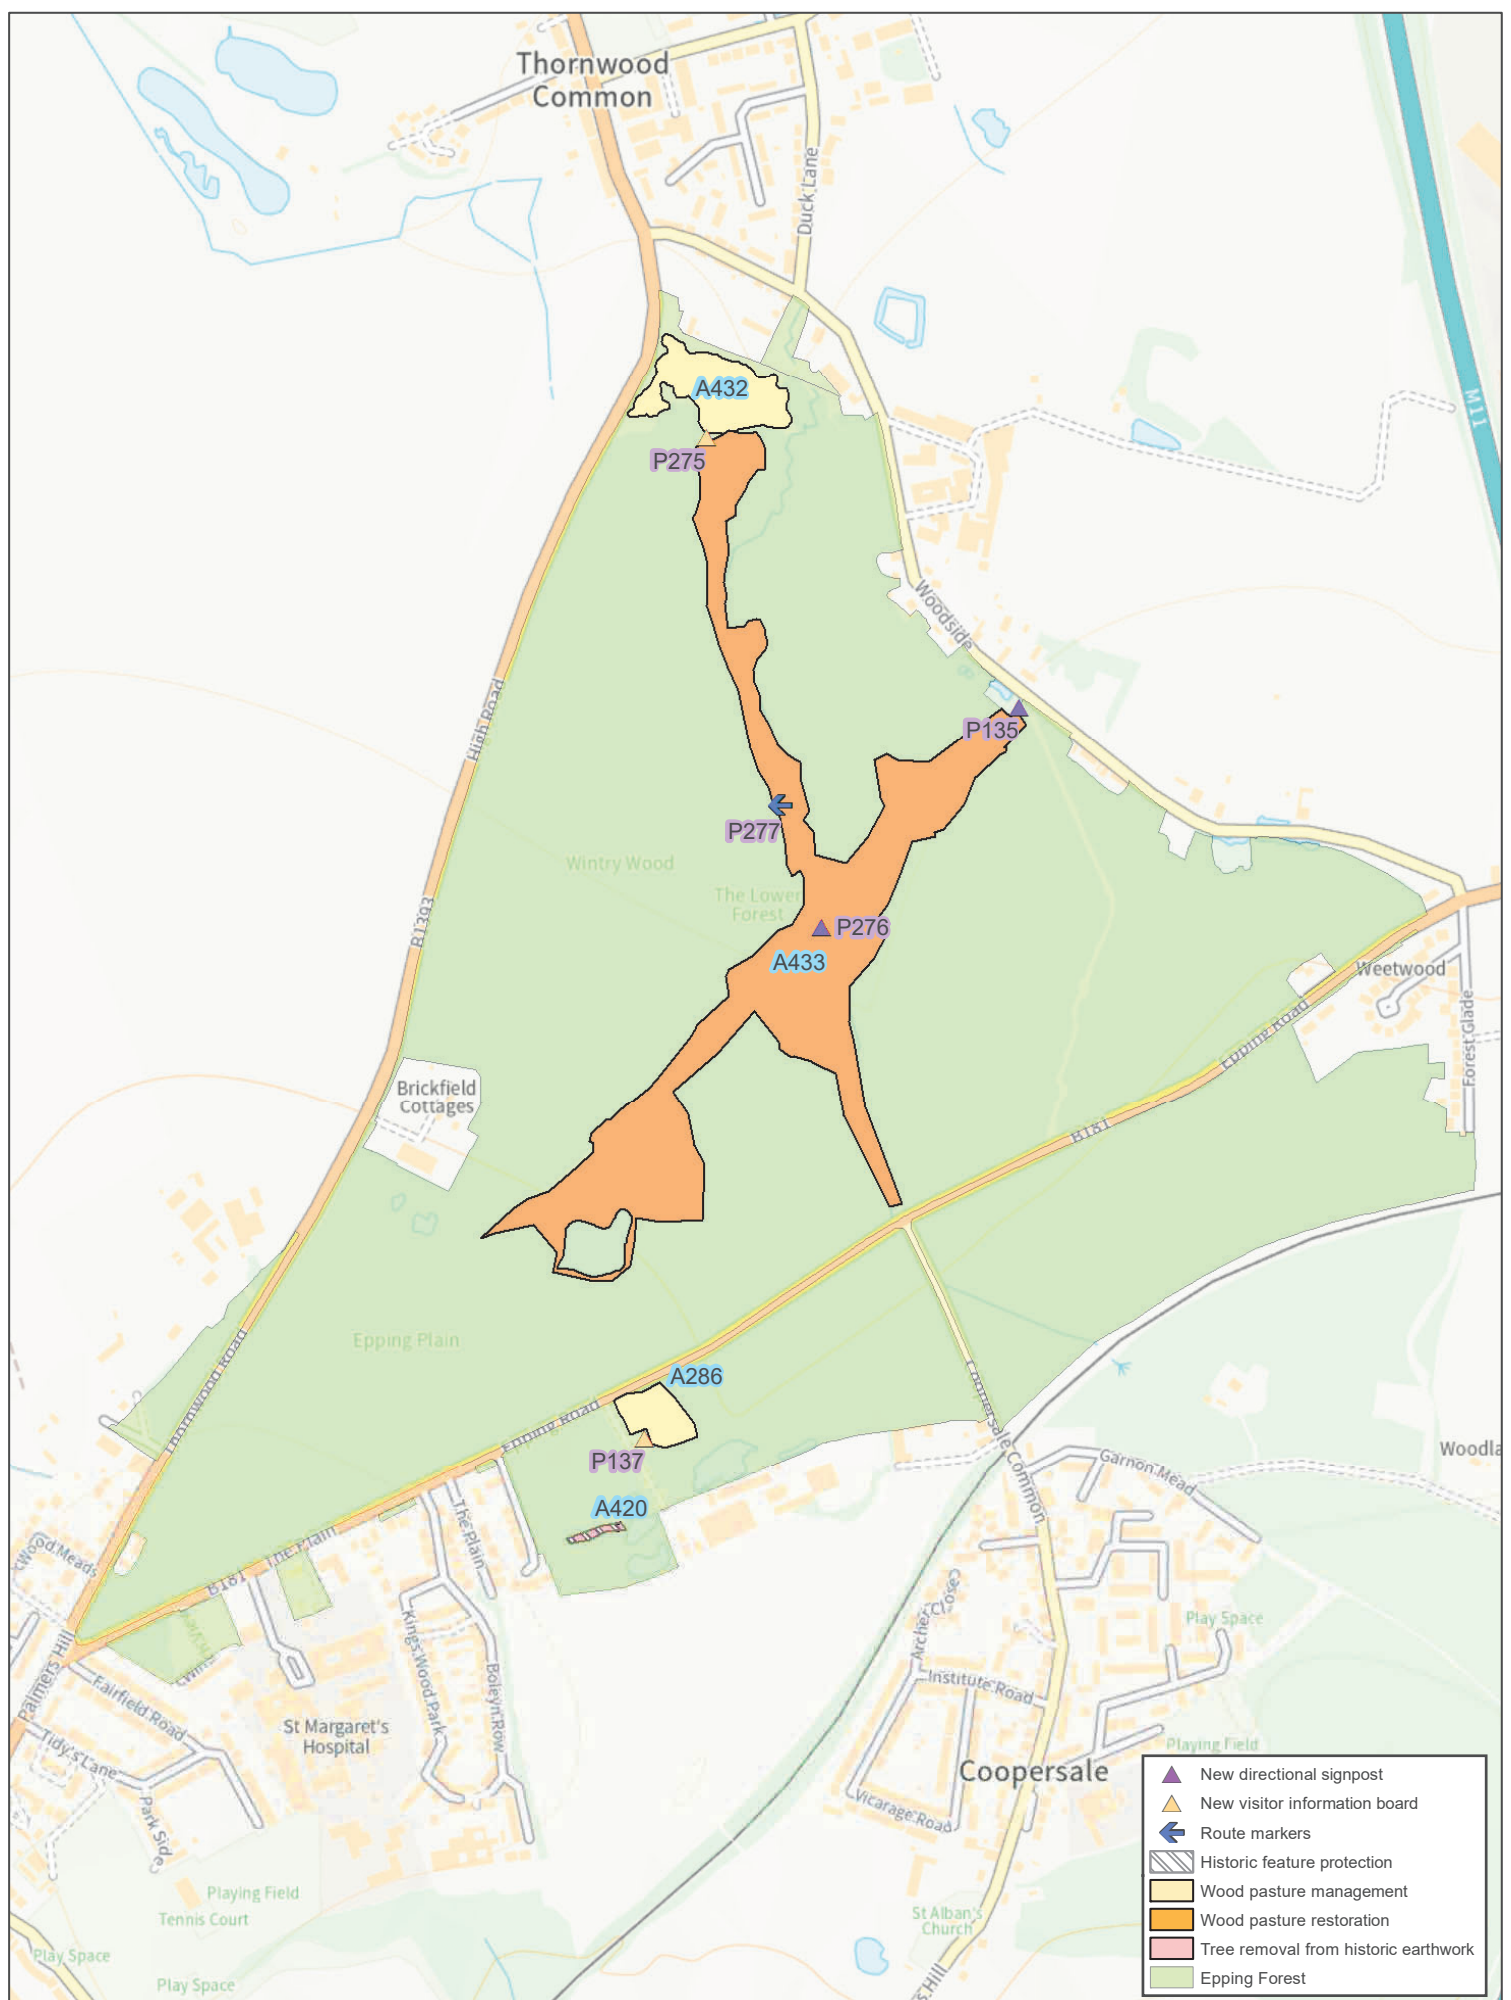 Thornwood
Common
Duck Lane
M11
A432
P275
Woodside
High Road
P135
P277
Wintry Wood
The Lower
Forest
P276
B1393
A433
Weetwood
Epping Road
Forest Glade
Brickfield
Cottages
B181
Epping Plain
Thornwood Road
A286
Epping Road
P137
Coopersale Common
Garnon Mead
Woodla
A420
The Plain
The Plain
Wood Meads
B181
Archer Close
Play Space
Palmers Hill
Kings Wood Park
Boleyn Row
Institute Road
Fairfield Road
St Margaret's
Hospital
Tidy's Lane
Park Side
Playing Field
Coopersale
Vicarage Road
Playing Field
Tennis Court
St Alban's
Church
Play Space
Play Space
s Hill
New directional signpost
New visitor information board
Route markers
Historic feature protection
Wood pasture management
Wood pasture restoration
Tree removal from historic earthwork
Epping Forest